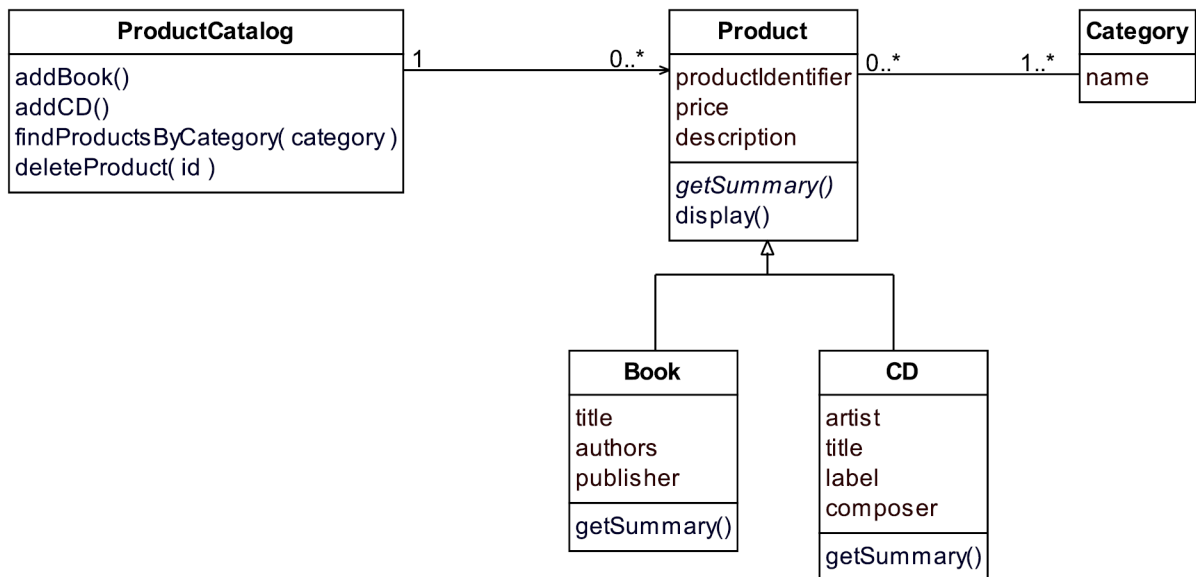 ProductCatalog
addBook()
addCD()
findProductsByCategory( category )
deleteProduct( id )
1
0..*
Product
productIdentifier
price
description
getSummary()
display()
0..*
1..*
Category
name
Book
title
authors
publisher
getSummary()
CD
artist
title
label
composer
getSummary()